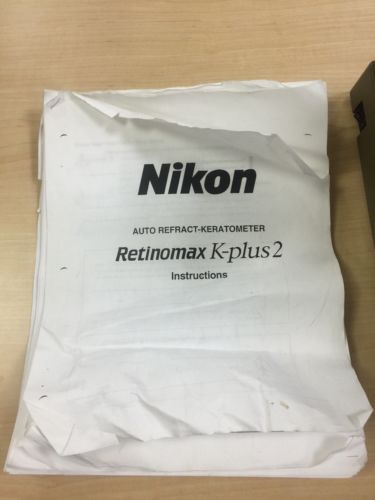 Nikon
AUTO REFRACT-KERATOMETER
Retinomax K-plus 2
Instructions